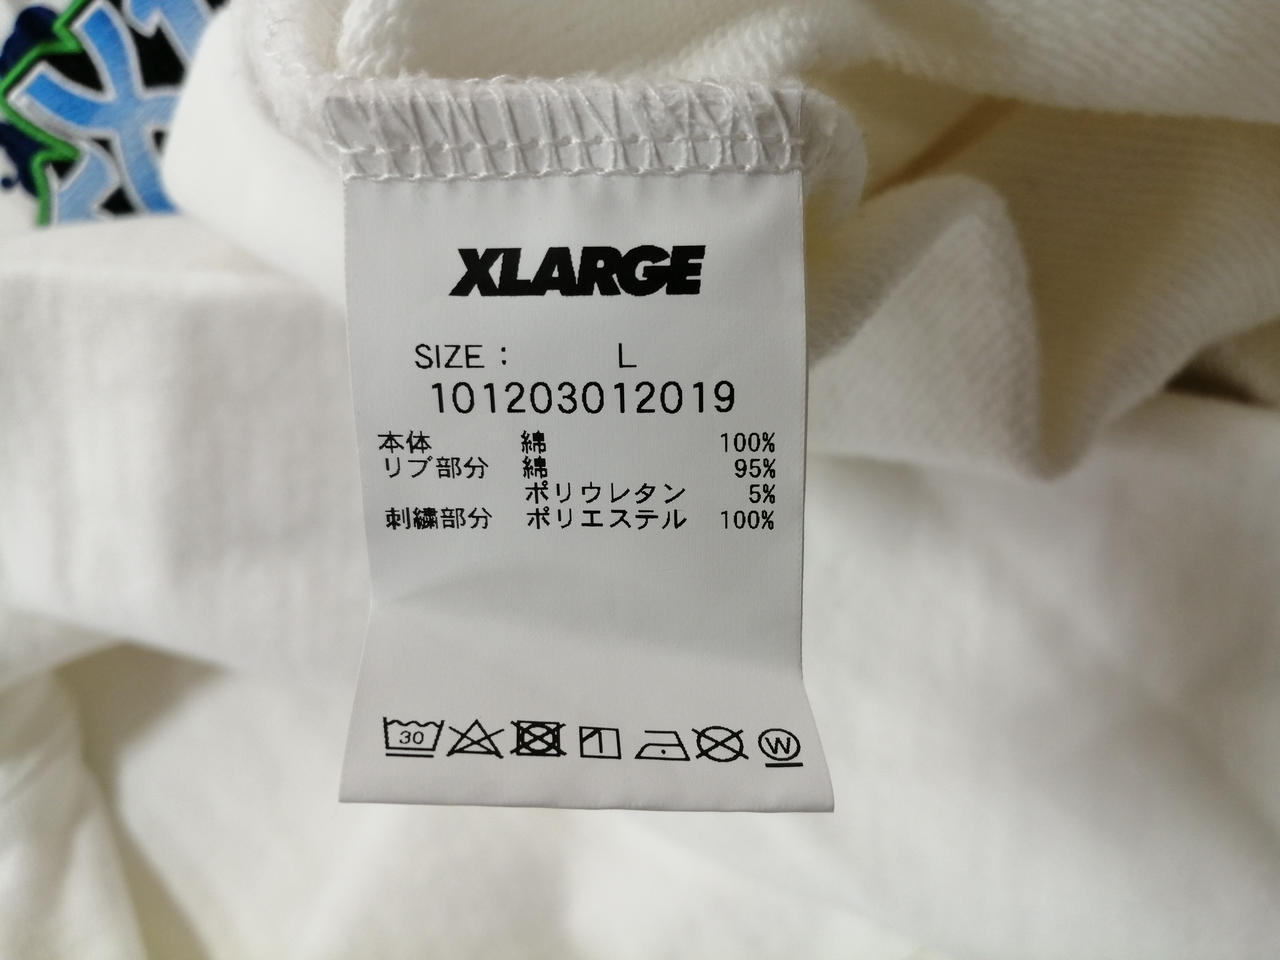 XLARGE
SIZE : L
101203012019
本体 綿 100%
リブ部分 綿 95%
ポリウレタン 5%
刺繍部分 ポリエステル 100%
30 W